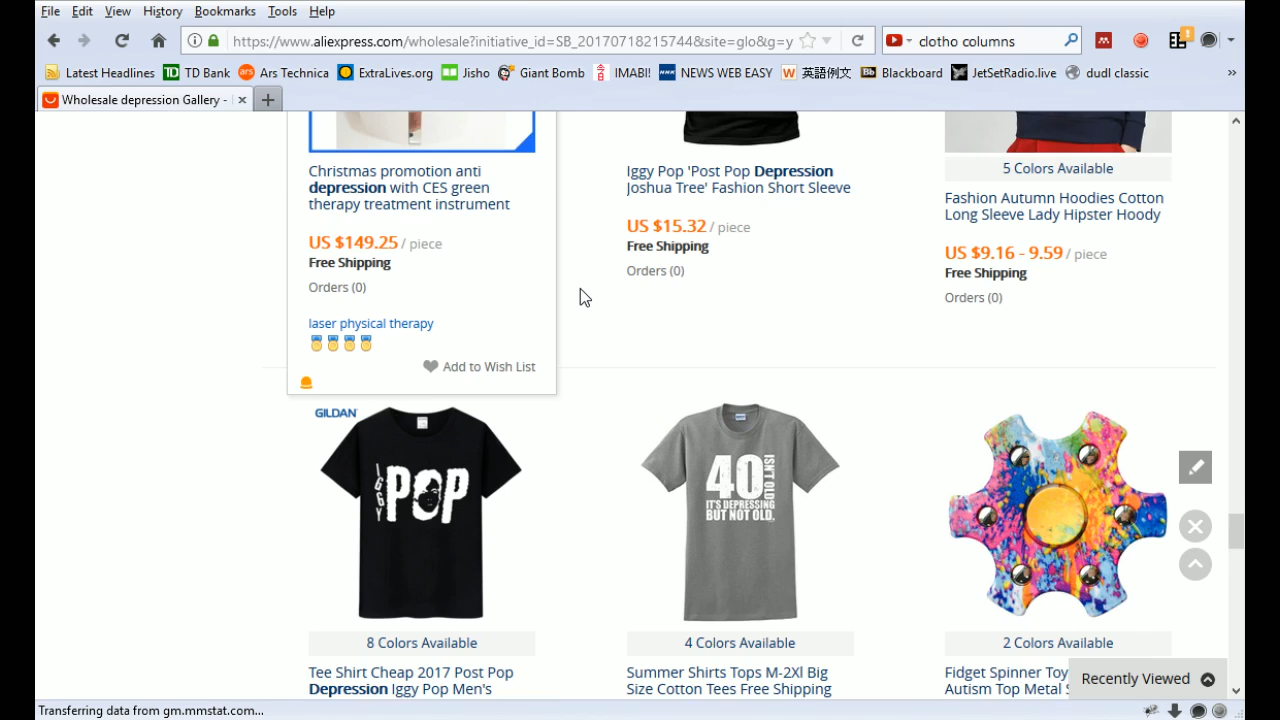 File Edit View History Bookmarks Tools Help
https://www.aliexpress.com/wholesale?initiative_id=SB_20170718215744&site=glo&g=y
clotho columns
1
Latest Headlines TD Bank Ars Technica ExtraLives.org Jisho Giant Bomb IMABI! NEWS WEB EASY 英語例文 Blackboard JetSetRadio.live dudl classic »
Wholesale depression Gallery -
5 Colors Available
Christmas promotion anti
depression with CES green
therapy treatment instrument
US $149.25 / piece
Free Shipping
Orders (0)
laser physical therapy
Add to Wish List
Iggy Pop 'Post Pop Depression
Joshua Tree' Fashion Short Sleeve
US $15.32 / piece
Free Shipping
Orders (0)
Fashion Autumn Hoodies Cotton
Long Sleeve Lady Hipster Hoody
US $9.16 - 9.59 / piece
Free Shipping
Orders (0)
GILDAN
IGGY
POP
40
ISN'T OLD
IT'S DEPRESSING
BUT NOT OLD.
8 Colors Available
Tee Shirt Cheap 2017 Post Pop
Depression Iggy Pop Men's
4 Colors Available
Summer Shirts Tops M-2Xl Big
Size Cotton Tees Free Shipping
2 Colors Available
Fidget Spinner Toy
Autism Top Metal S
Recently Viewed
Transferring data from gm.mmstat.com...